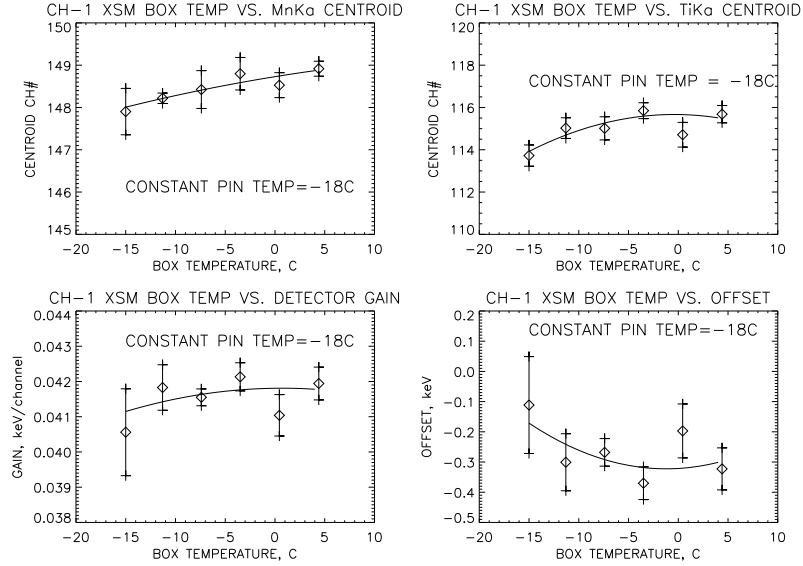 CH-1 XSM BOX TEMP VS. MnKa CENTROID
150
149
148
147
146
145
CENTROID CH#
CONSTANT PIN TEMP=-18C
-20 -15 -10 -5 0 5 10
BOX TEMPERATURE, C
CH-1 XSM BOX TEMP VS. TiKa CENTROID
120
118
116
114
112
110
CENTROID CH#
CONSTANT PIN TEMP = -18C
-20 -15 -10 -5 0 5 10
BOX TEMPERATURE, C
CH-1 XSM BOX TEMP VS. DETECTOR GAIN
0.044
0.043
0.042
0.041
0.040
0.039
0.038
GAIN, keV/channel
CONSTANT PIN TEMP=-18C
-20 -15 -10 -5 0 5 10
BOX TEMPERATURE, C
CH-1 XSM BOX TEMP VS. OFFSET
0.2
0.1
0.0
-0.1
-0.2
-0.3
-0.4
-0.5
OFFSET, keV
CONSTANT PIN TEMP=-18C
-20 -15 -10 -5 0 5 10
BOX TEMPERATURE, C